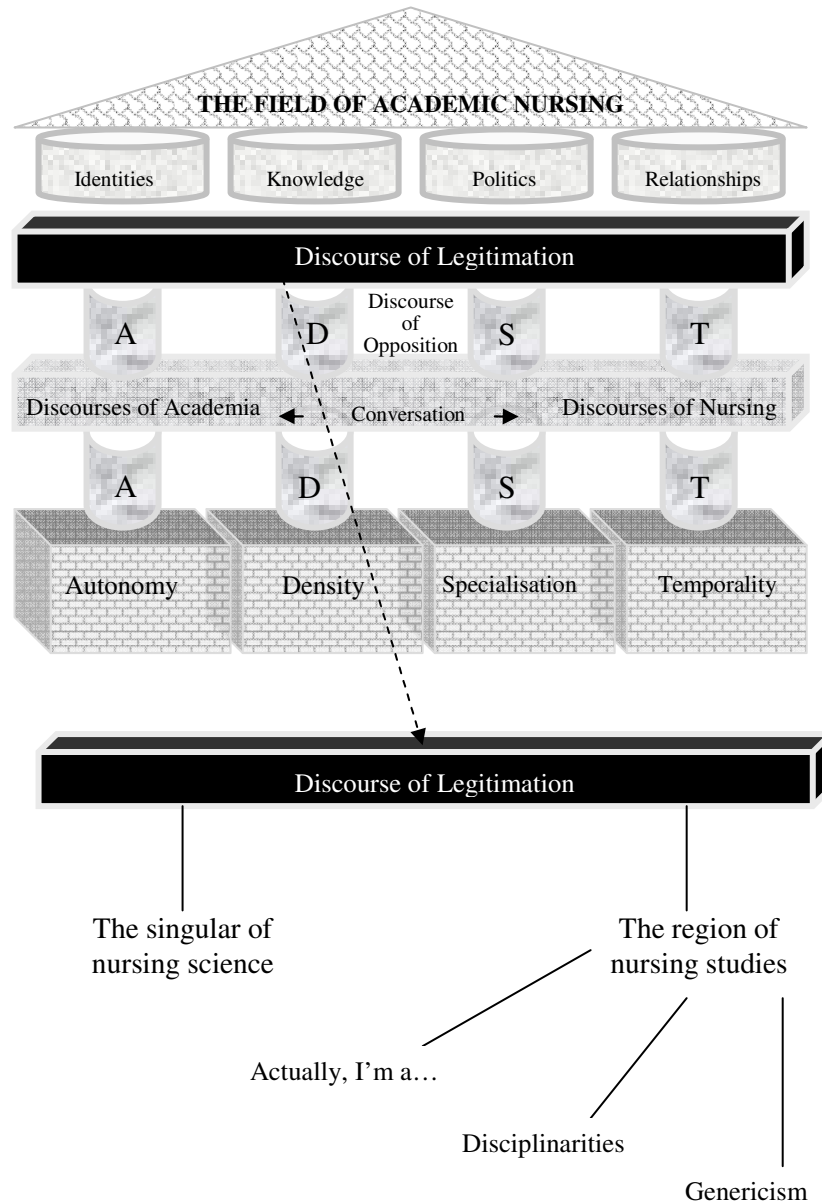 THE FIELD OF ACADEMIC NURSING
Identities
Knowledge
Politics
Relationships
Discourse of Legitimation
A
D
Discourse
of
Opposition
S
T
Discourses of Academia
Conversation
Discourses of Nursing
A
D
S
T
Autonomy
Density
Specialisation
Temporality
Discourse of Legitimation
The singular of
nursing science
The region of
nursing studies
Actually, I'm a…
Disciplinarities
Genericism